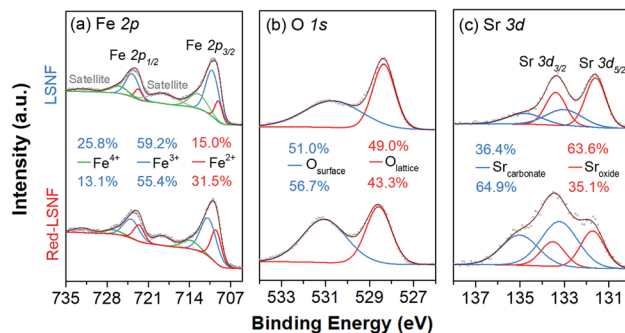 (a) Fe 2p
(b) O 1s
(c) Sr 3d
Intensity (a.u.)
LSNF
Red-LSNF
Satellite
Fe 2p1/2
Satellite
Fe 2p3/2
25.8% 59.2% 15.0%
Fe4+ Fe3+ Fe2+
13.1% 55.4% 31.5%
735 728 721 714 707
51.0% 49.0%
Osurface Olattice
56.7% 43.3%
533 531 529 527
Sr 3d3/2
Sr 3d5/2
36.4% 63.6%
Srcarbonate Sroxide
64.9% 35.1%
137 135 133 131
Binding Energy (eV)